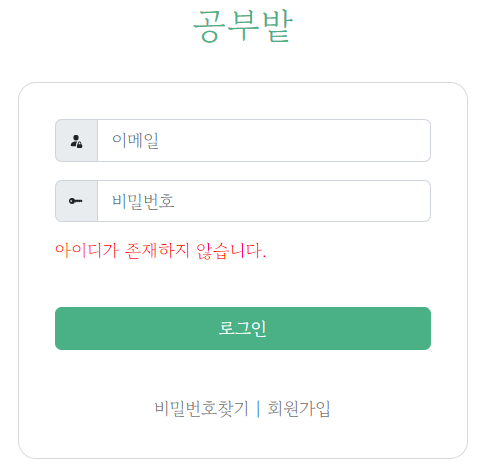 공부밭
이메일
비밀번호
아이디가 존재하지 않습니다.
로그인
비밀번호찾기 | 회원가입